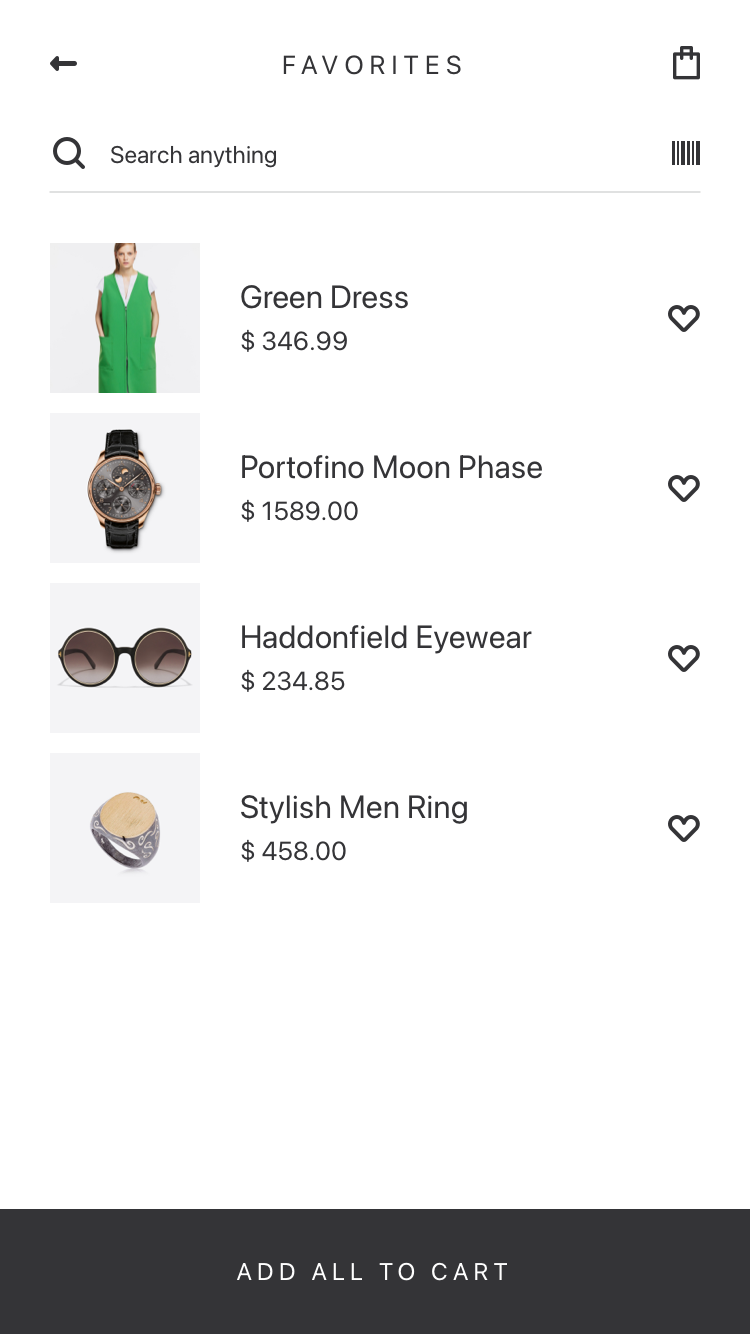 FAVORITES
Search anything
Green Dress
$ 346.99
Portofino Moon Phase
$ 1589.00
Haddonfield Eyewear
$ 234.85
Stylish Men Ring
$ 458.00
ADD ALL TO CART